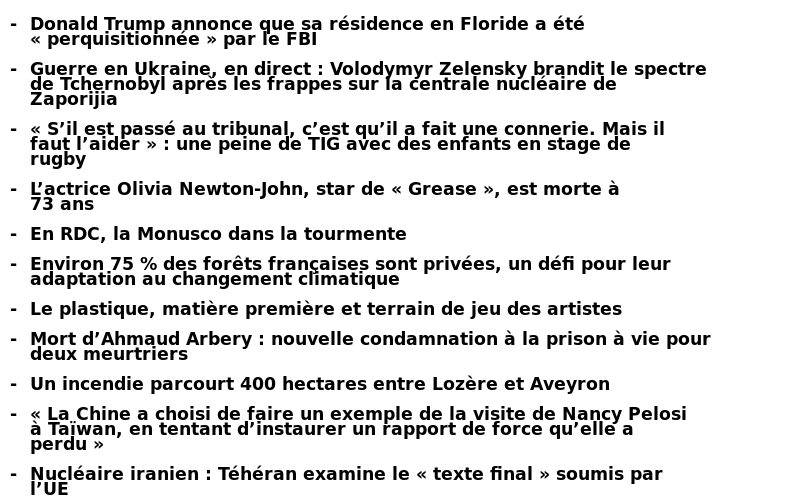 - Donald Trump annonce que sa résidence en Floride a été
« perquisitionnée » par le FBI
- Guerre en Ukraine, en direct : Volodymyr Zelensky brandit le spectre
de Tchernobyl après les frappes sur la centrale nucléaire de
Zaporijia
- « S’il est passé au tribunal, c’est qu’il a fait une connerie. Mais il
faut l’aider » : une peine de TIG avec des enfants en stage de
rugby
- L’actrice Olivia Newton-John, star de « Grease », est morte à
73 ans
- En RDC, la Monusco dans la tourmente
- Environ 75 % des forêts françaises sont privées, un défi pour leur
adaptation au changement climatique
- Le plastique, matière première et terrain de jeu des artistes
- Mort d’Ahmaud Arbery : nouvelle condamnation à la prison à vie pour
deux meurtriers
- Un incendie parcourt 400 hectares entre Lozère et Aveyron
- « La Chine a choisi de faire un exemple de la visite de Nancy Pelosi
à Taïwan, en tentant d’instaurer un rapport de force qu’elle a
perdu »
- Nucléaire iranien : Téhéran examine le « texte final » soumis par
l’UE